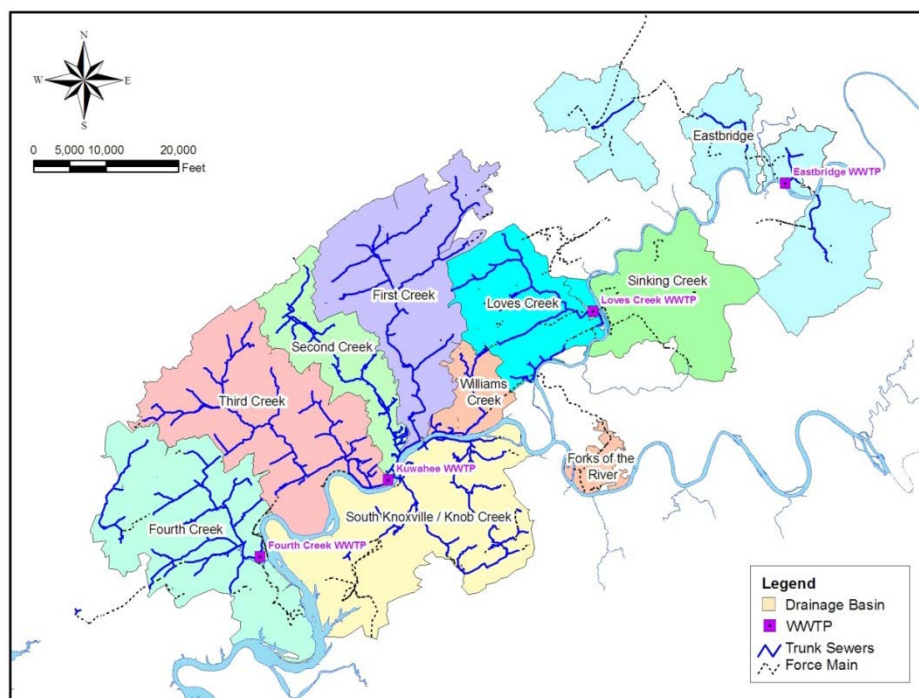 N
W E
S
0 5,000 10,000 20,000
Feet
Eastbridge
Eastbridge WWTP
Sinking Creek
First Creek
Loves Creek
Loves Creek WWTP
Second Creek
Williams
Creek
Third Creek
Forks of the
River
Kuwahee WWTP
South Knoxville / Knob Creek
Fourth Creek
Fourth Creek WWTP
Legend
Drainage Basin
WWTP
Trunk Sewers
Force Main